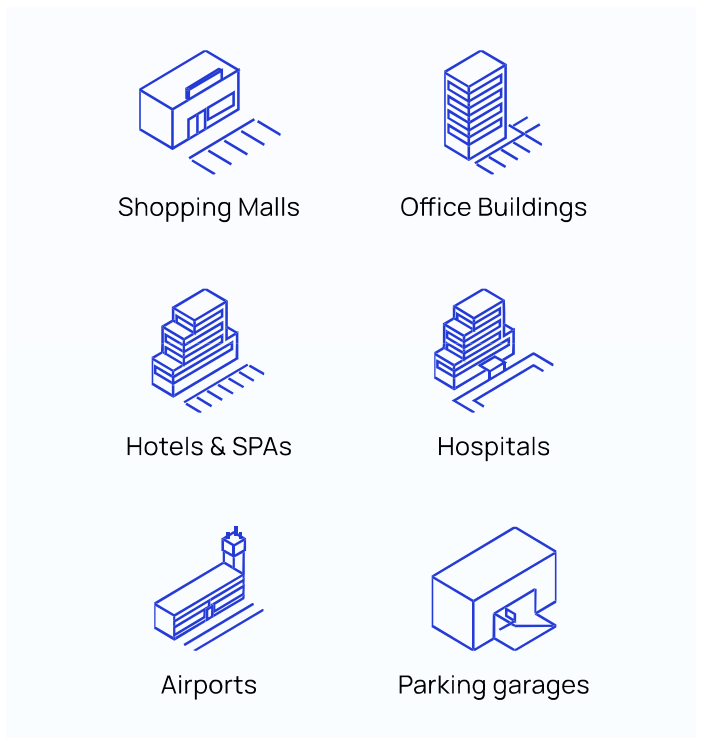 Shopping Malls
Office Buildings
Hotels & SPAs
Hospitals
Airports
Parking garages